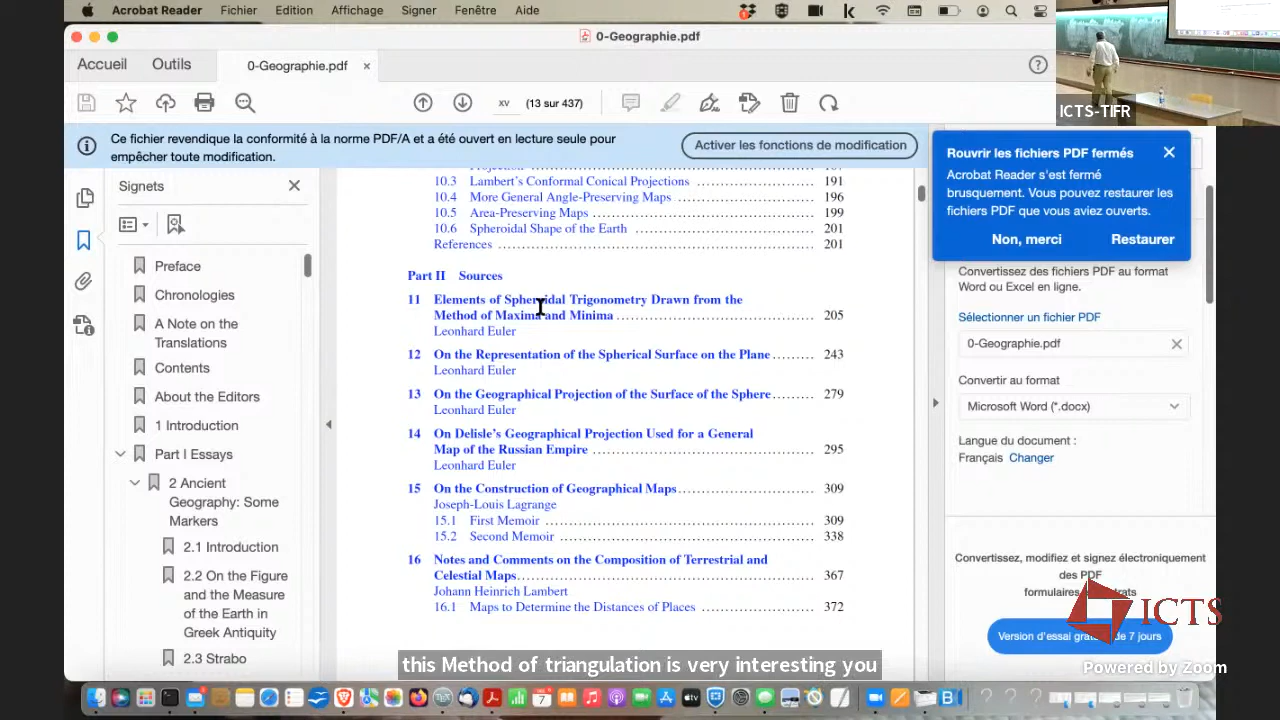 Acrobat Reader Fichier Edition Affichage Signer Fenêtre Aide
0-Geographie.pdf
Accueil Outils 0-Geographie.pdf ×
xv (13 sur 437)
ICTS-TIFR
Ce fichier revendique la conformité à la norme PDF/A et a été ouvert en lecture seule pour
empêcher toute modification.
Activer les fonctions de modification
Rouvrir les fichiers PDF fermés
Acrobat Reader s'est fermé
brusquement. Vous pouvez restaurer les
fichiers PDF que vous aviez ouverts.
Non, merci Restaurer
Signets
Preface
Chronologies
A Note on the
Translations
Contents
About the Editors
1 Introduction
Part I Essays
2 Ancient
Geography: Some
Markers
2.1 Introduction
2.2 On the Figure
and the Measure
of the Earth in
Greek Antiquity
2.3 Strabo
10.3 Lambert's Conformal Conical Projections 191
10.4 More General Angle-Preserving Maps 196
10.5 Area-Preserving Maps 199
10.6 Spheroidal Shape of the Earth 201
References 201
Part II Sources
11 Elements of Spheroidal Trigonometry Drawn from the
Method of Maxima and Minima 205
Leonhard Euler
12 On the Representation of the Spherical Surface on the Plane 243
Leonhard Euler
13 On the Geographical Projection of the Surface of the Sphere 279
Leonhard Euler
14 On Delisle's Geographical Projection Used for a General
Map of the Russian Empire 295
Leonhard Euler
15 On the Construction of Geographical Maps 309
Joseph-Louis Lagrange
15.1 First Memoir 309
15.2 Second Memoir 338
16 Notes and Comments on the Composition of Terrestrial and
Celestial Maps 367
Johann Heinrich Lambert
16.1 Maps to Determine the Distances of Places 372
Convertissez des fichiers PDF au format
Word ou Excel en ligne.
Sélectionner un fichier PDF
0-Geographie.pdf
Convertir au format
Microsoft Word (*.docx)
Langue du document :
Français Changer
Convertissez, modifiez et signez électroniquement
des PDF
Version d'essai de 7 jours
ICTS
Powered by Zoom
this Method of triangulation is very interesting you